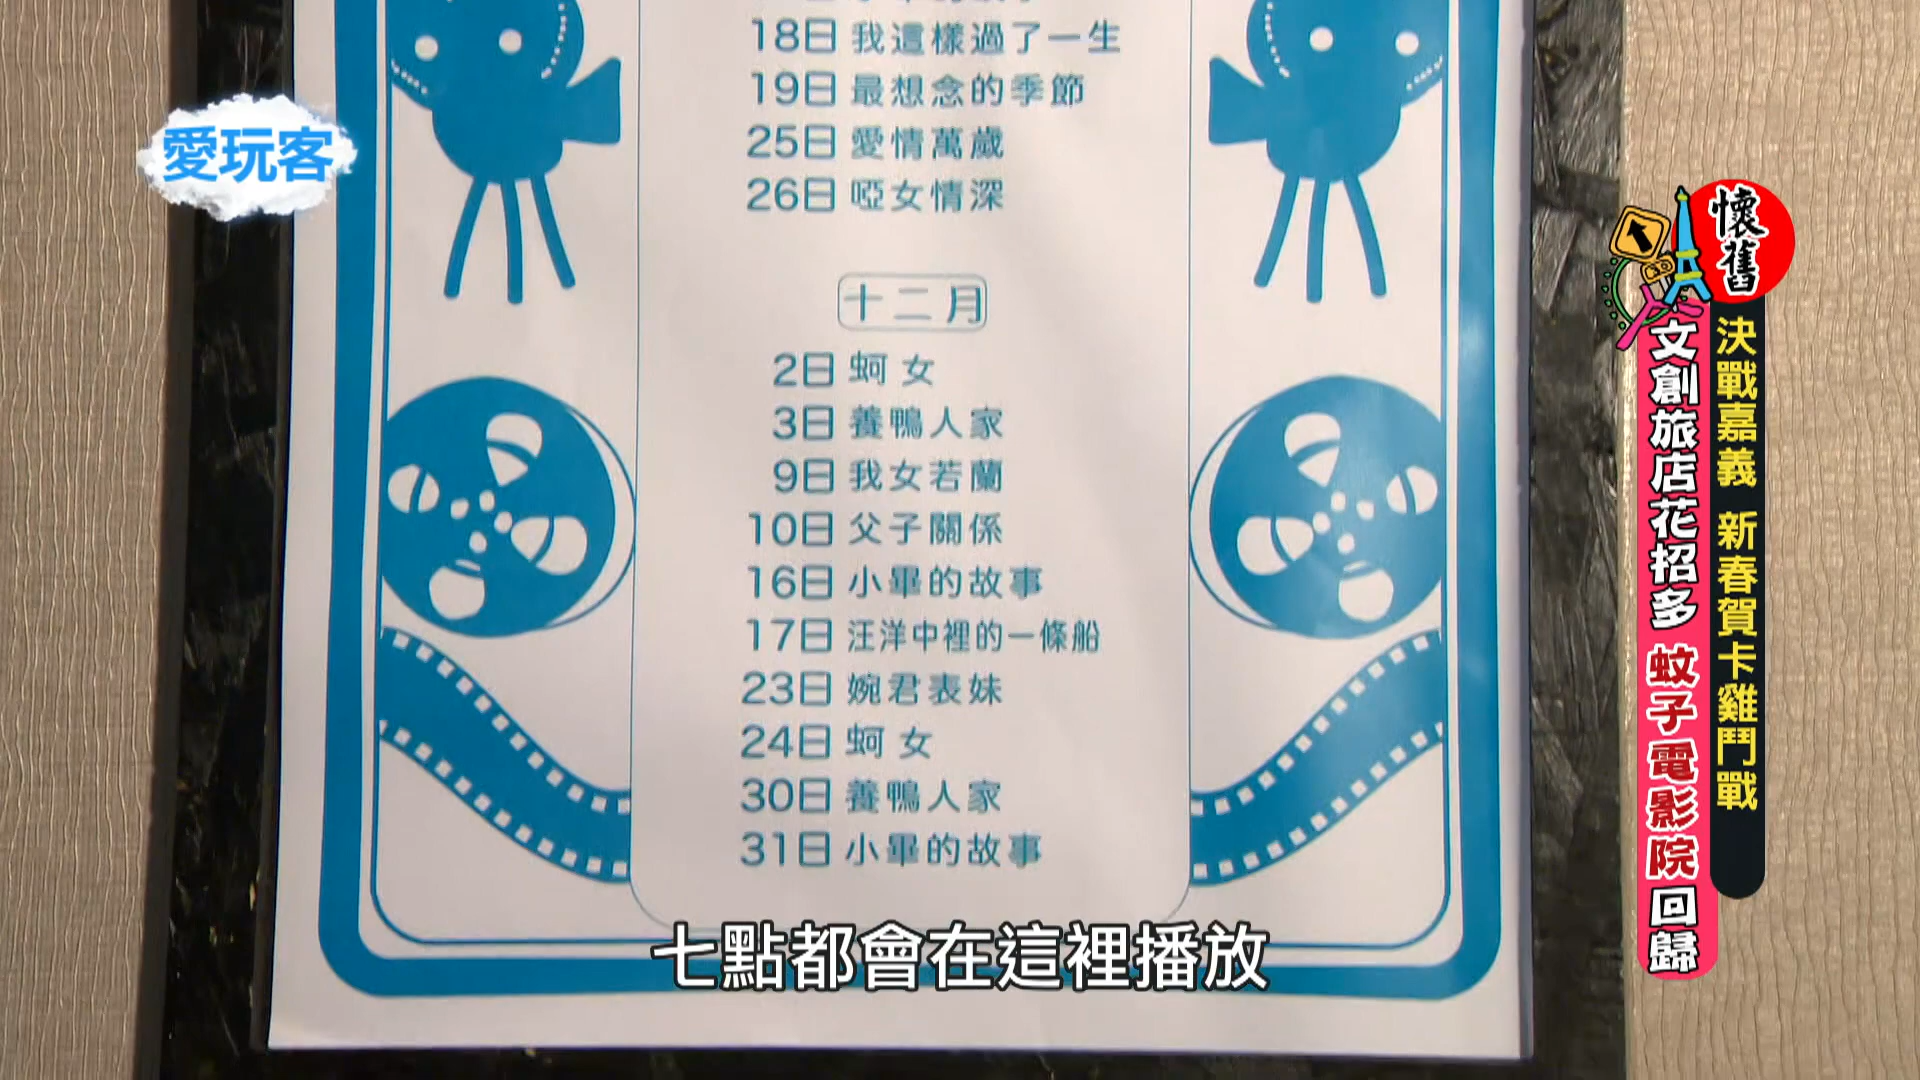 18日 我這樣過了一生
19日 最想念的季節
25日 愛情萬歲
26日 啞女情深
十二月
2日 蚵女
3日 養鴨人家
9日 我女若蘭
10日 父子關係
16日 小畢的故事
17日 汪洋中裡的一條船
23日 婉君表妹
24日 蚵女
30日 養鴨人家
31日 小畢的故事
愛玩客
懷舊
決戰嘉義 新春賀卡雞鬥戰
文創旅店花招多 蚊子電影院回歸
七點都會在這裡播放